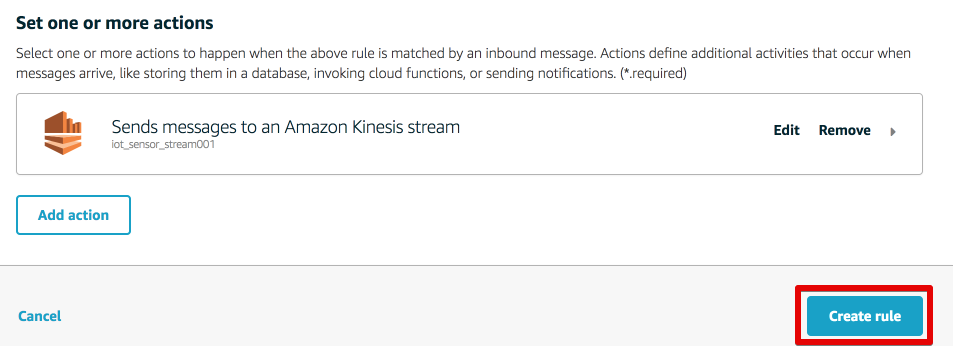 Set one or more actions
Select one or more actions to happen when the above rule is matched by an inbound message. Actions define additional activities that occur when
messages arrive, like storing them in a database, invoking cloud functions, or sending notifications. (*.required)
Sends messages to an Amazon Kinesis stream
iot_sensor_stream001
Edit Remove
Add action
Cancel
Create rule